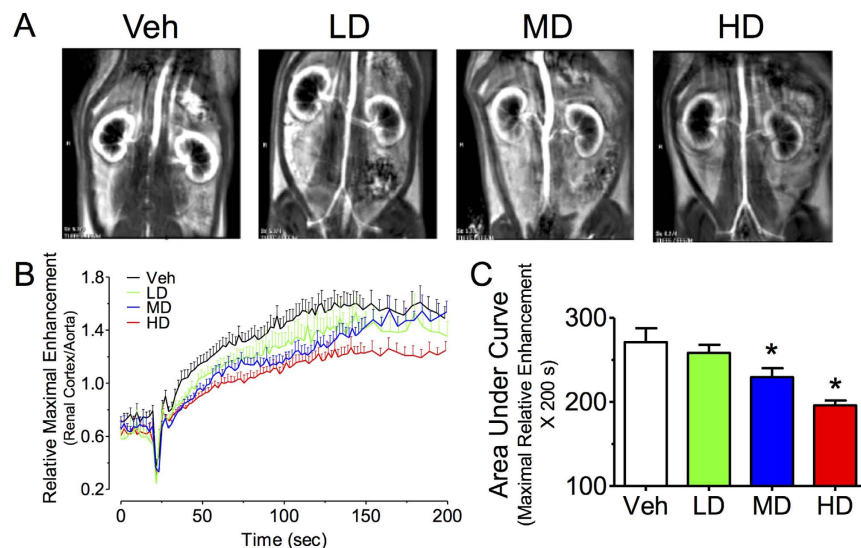 A
Veh
LD
MD
HD
R
R
R
R
B
Relative Maximal Enhancement
(Renal Cortex/Aorta)
1.8
1.4
1.0
0.6
0.2
Veh
LD
MD
HD
0
50
100
150
200
Time (sec)
C
Area Under Curve
(Maximal Relative Enhancement
X 200 s)
300
200
100
*
*
Veh
LD
MD
HD